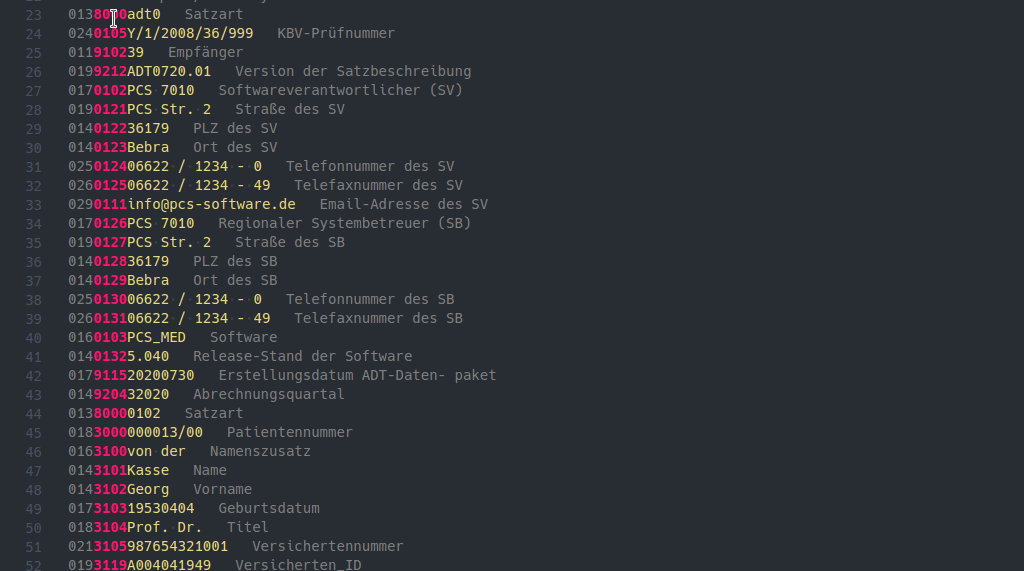 23 0138000adt0 Satzart
24 0240105Y/1/2008/36/999 KBV-Prüfnummer
25 011910239 Empfänger
26 0199212ADT0720.01 Version der Satzbeschreibung
27 0170102PCS 7010 Softwareverantwortlicher (SV)
28 0190121PCS Str. 2 Straße des SV
29 014012236179 PLZ des SV
30 0140123Bebra Ort des SV
31 025012406622 / 1234 - 0 Telefonnummer des SV
32 026012506622 / 1234 - 49 Telefaxnummer des SV
33 0290111info@pcs-software.de Email-Adresse des SV
34 0170126PCS 7010 Regionaler Systembetreuer (SB)
35 0190127PCS Str. 2 Straße des SB
36 014012836179 PLZ des SB
37 0140129Bebra Ort des SB
38 025013006622 / 1234 - 0 Telefonnummer des SB
39 026013106622 / 1234 - 49 Telefaxnummer des SB
40 0160103PCS_MED Software
41 01401325.040 Release-Stand der Software
42 017911520200730 Erstellungsdatum ADT-Daten- paket
43 014920432020 Abrechnungsquartal
44 01380000102 Satzart
45 0183000000013/00 Patientennummer
46 0163100von der Namenszusatz
47 0143101Kasse Name
48 0143102Georg Vorname
49 017310319530404 Geburtsdatum
50 0183104Prof. Dr. Titel
51 0213105987654321001 Versichertennummer
52 0193119A004041949 Versicherten_ID